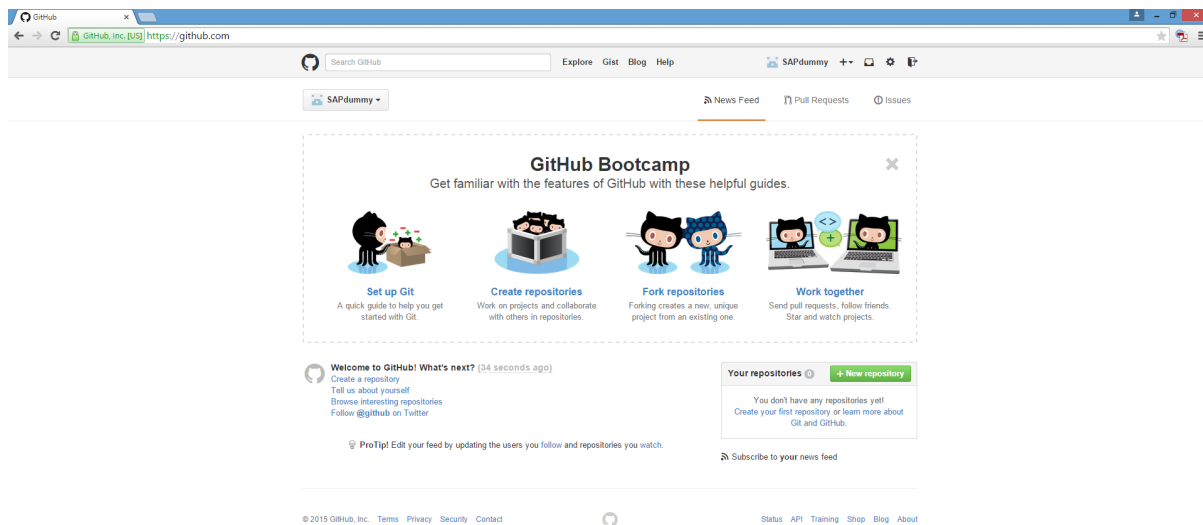 GitHub
GitHub, Inc. [US] https://github.com
Search GitHub
Explore Gist Blog Help
SAPdummy
SAPdummy
News Feed
Pull Requests
Issues
GitHub Bootcamp
Get familiar with the features of GitHub with these helpful guides.
Set up Git
A quick guide to help you get
started with Git.
Create repositories
Work on projects and collaborate
with others in repositories.
Fork repositories
Forking creates a new, unique
project from an existing one.
Work together
Send pull requests, follow friends.
Star and watch projects.
Welcome to GitHub! What's next? (34 seconds ago)
Create a repository
Tell us about yourself
Browse interesting repositories
Follow @github on Twitter
ProTip! Edit your feed by updating the users you follow and repositories you watch.
Your repositories 0
+ New repository
You don't have any repositories yet!
Create your first repository or learn more about
Git and GitHub.
Subscribe to your news feed
© 2015 GitHub, Inc. Terms Privacy Security Contact
Status API Training Shop Blog About